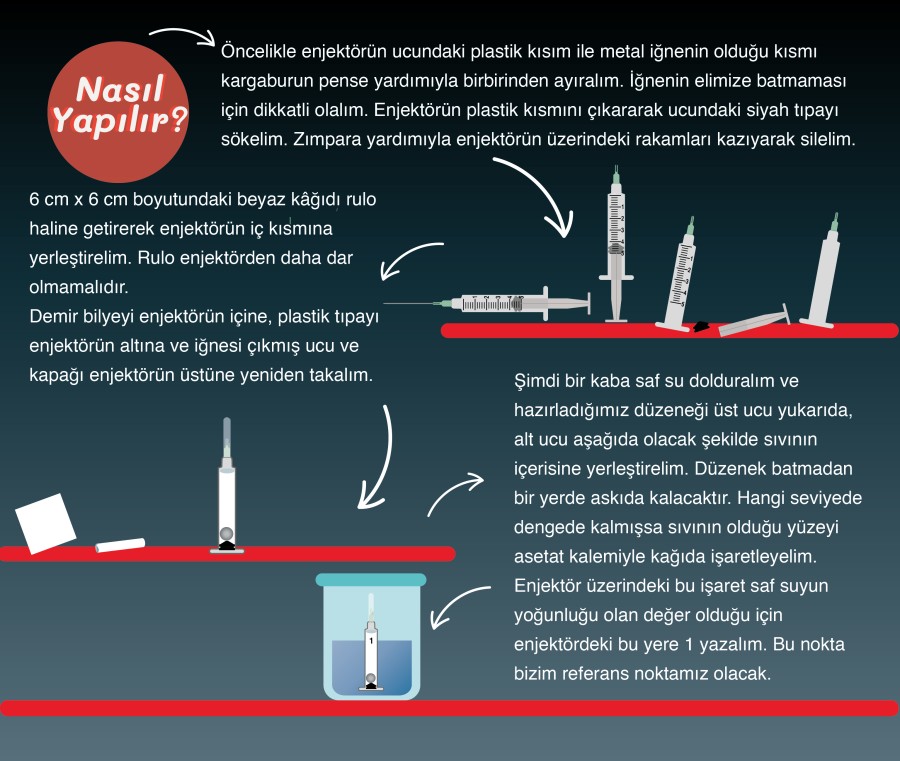 Nasıl
Yapılır?
Öncelikle enjektörün ucundaki plastik kısım ile metal iğnenin olduğu kısmı
kargaburun pense yardımıyla birbirinden ayıralım. İğnenin elimize batmaması
için dikkatli olalım. Enjektörün plastik kısmını çıkararak ucundaki siyah tıpayı
sökelim. Zımpara yardımıyla enjektörün üzerindeki rakamları kazıyarak silelim.
6 cm x 6 cm boyutundaki beyaz kâğıdı rulo
haline getirerek enjektörün iç kısmına
yerleştirelim. Rulo enjektörden daha dar
olmamalıdır.
Demir bilyeyi enjektörün içine, plastik tıpayı
enjektörün altına ve iğnesi çıkmış ucu ve
kapağı enjektörün üstüne yeniden takalım.
Şimdi bir kaba saf su dolduralım ve
hazırladığımız düzeneği üst ucu yukarıda,
alt ucu aşağıda olacak şekilde sıvının
içerisine yerleştirelim. Düzenek batmadan
bir yerde askıda kalacaktır. Hangi seviyede
dengede kalmışsa sıvının olduğu yüzeyi
asetat kalemiyle kağıda işaretleyelim.
Enjektör üzerindeki bu işaret saf suyun
yoğunluğu olan değer olduğu için
enjektördeki bu yere 1 yazalım. Bu nokta
bizim referans noktamız olacak.
1